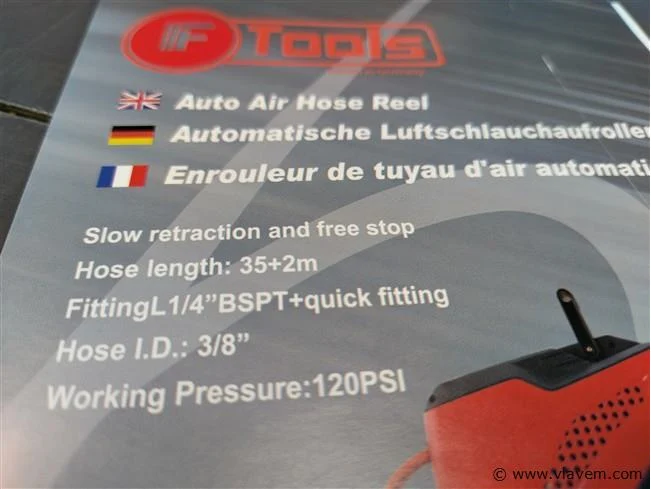 F Tools
Auto Air Hose Reel
Automatische Luftschlauchaufroller
Enrouleur de tuyau d'air automati
Slow retraction and free stop
Hose length: 35+2m
FittingL1/4”BSPT+quick fitting
Hose I.D.: 3/8”
Working Pressure:120PSI
© www.vlavem.com